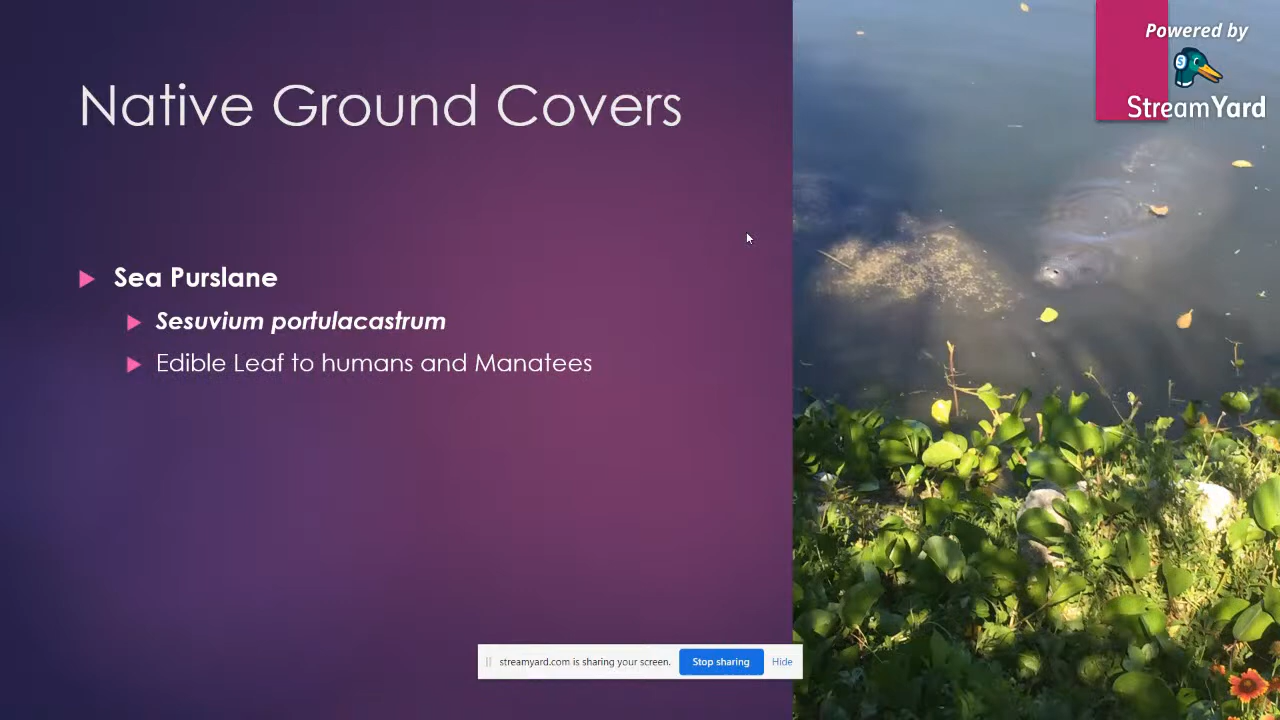 Powered by
StreamYard
Native Ground Covers
Sea Purslane
Sesuvium portulacastrum
Edible Leaf to humans and Manatees
streamyard.com is sharing your screen.
Stop sharing
Hide